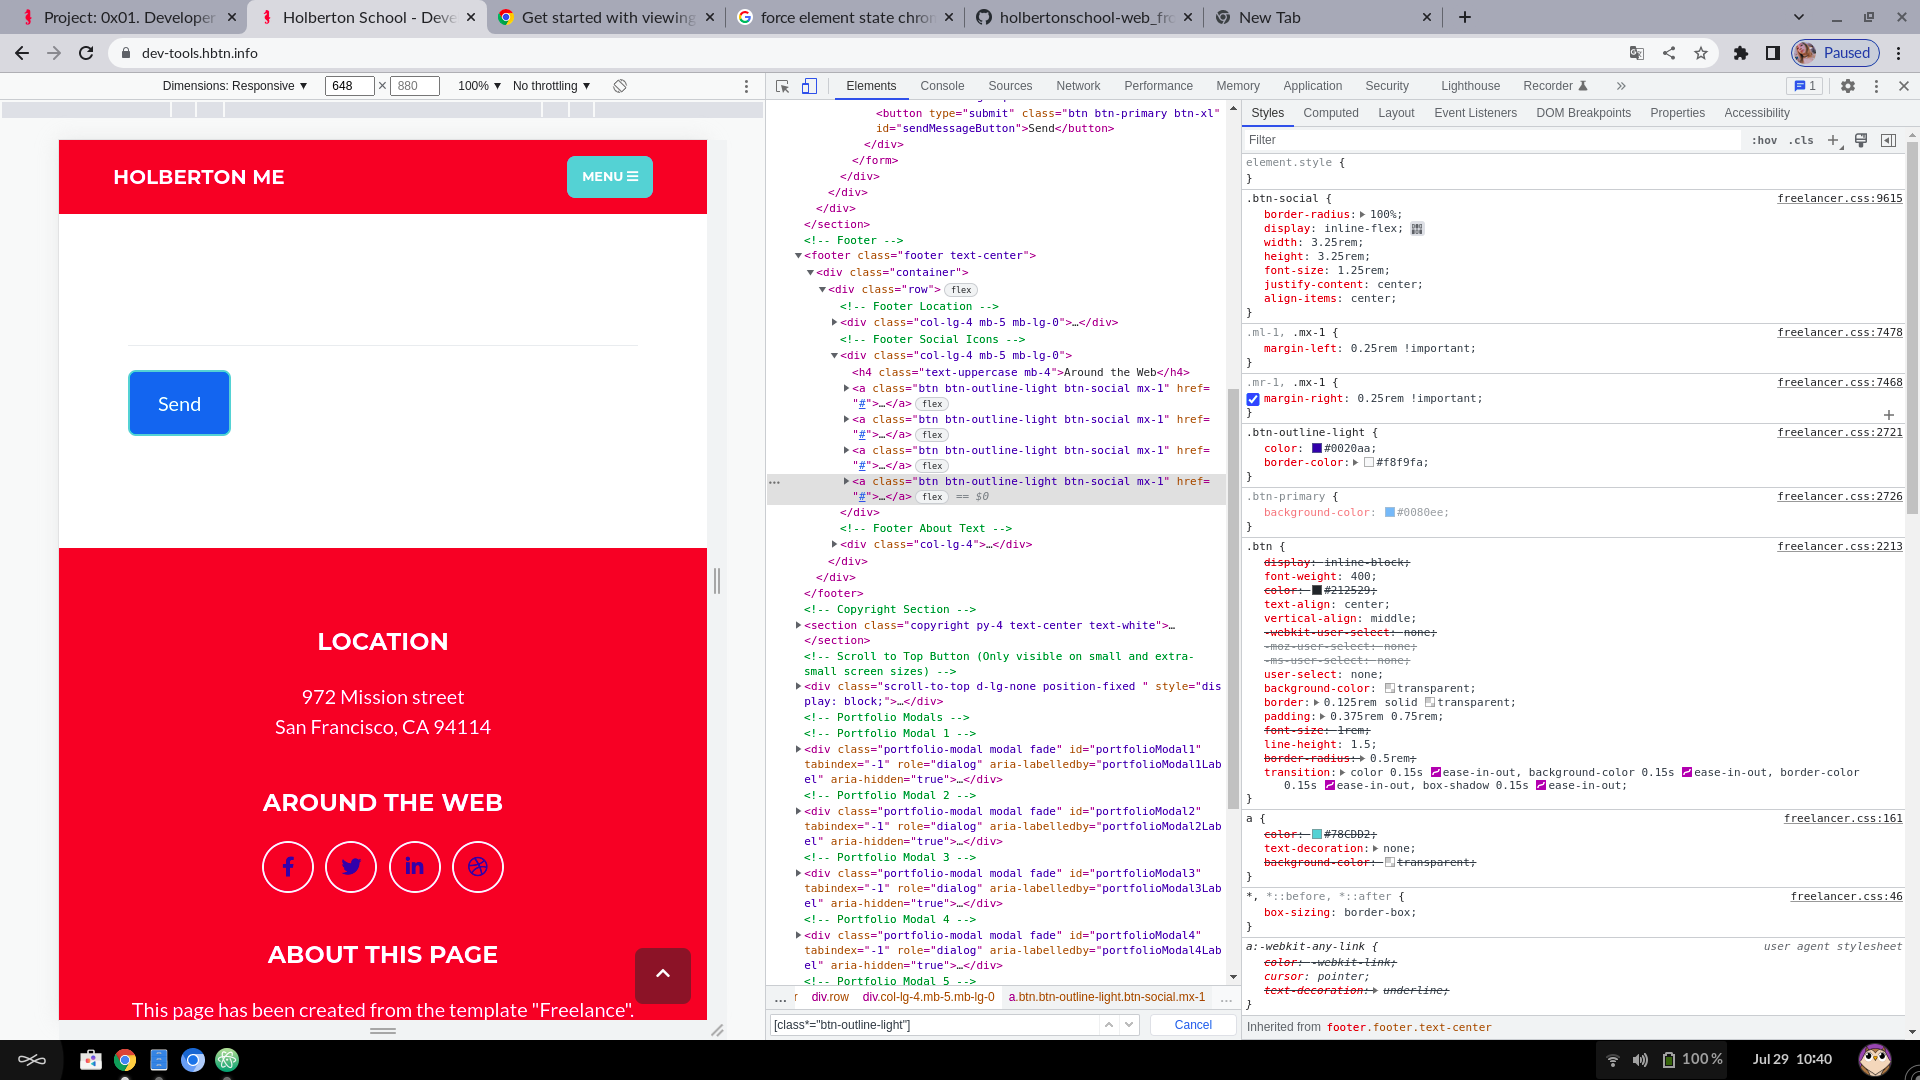 Project: 0x01. Developer
Holberton School - Deve
Get started with viewing
force element state chrom
holbertonschool-web_fro
New Tab
dev-tools.hbtn.info
Paused
Dimensions: Responsive ▼ 648 × 880 100% ▼ No throttling ▼
Elements Console Sources Network Performance Memory Application Security Lighthouse Recorder » 1
HOLBERTON ME
MENU
Send
LOCATION
972 Mission street
San Francisco, CA 94114
AROUND THE WEB
ABOUT THIS PAGE
This page has been created from the template "Freelance".
<button type="submit" class="btn btn-primary btn-xl"
id="sendMessageButton">Send</button>
</div>
</form>
</div>
</div>
</div>
</section>
<!-- Footer -->
<footer class="footer text-center">
<div class="container">
<div class="row"> flex
<!-- Footer Location -->
<div class="col-lg-4 mb-5 mb-lg-0">…</div>
<!-- Footer Social Icons -->
<div class="col-lg-4 mb-5 mb-lg-0">
<h4 class="text-uppercase mb-4">Around the Web</h4>
<a class="btn btn-outline-light btn-social mx-1" href=
"#">…</a> flex
<a class="btn btn-outline-light btn-social mx-1" href=
"#">…</a> flex
<a class="btn btn-outline-light btn-social mx-1" href=
"#">…</a> flex
<a class="btn btn-outline-light btn-social mx-1" href=
"#">…</a> flex == $0
</div>
<!-- Footer About Text -->
<div class="col-lg-4">…</div>
</div>
</div>
</footer>
<!-- Copyright Section -->
<section class="copyright py-4 text-center text-white">…
</section>
<!-- Scroll to Top Button (Only visible on small and extra-
small screen sizes) -->
<div class="scroll-to-top d-lg-none position-fixed " style="dis
play: block;">…</div>
<!-- Portfolio Modals -->
<!-- Portfolio Modal 1 -->
<div class="portfolio-modal modal fade" id="portfolioModal1"
tabindex="-1" role="dialog" aria-labelledby="portfolioModal1Lab
el" aria-hidden="true">…</div>
<!-- Portfolio Modal 2 -->
<div class="portfolio-modal modal fade" id="portfolioModal2"
tabindex="-1" role="dialog" aria-labelledby="portfolioModal2Lab
el" aria-hidden="true">…</div>
<!-- Portfolio Modal 3 -->
<div class="portfolio-modal modal fade" id="portfolioModal3"
tabindex="-1" role="dialog" aria-labelledby="portfolioModal3Lab
el" aria-hidden="true">…</div>
<!-- Portfolio Modal 4 -->
<div class="portfolio-modal modal fade" id="portfolioModal4"
tabindex="-1" role="dialog" aria-labelledby="portfolioModal4Lab
el" aria-hidden="true">…</div>
<!-- Portfolio Modal 5 -->
... r div.row div.col-lg-4.mb-5.mb-lg-0 a.btn.btn-outline-light.btn-social.mx-1 ...
[class*="btn-outline-light"] Cancel
Styles Computed Layout Event Listeners DOM Breakpoints Properties Accessibility
Filter :hov .cls
element.style {
}
.btn-social { freelancer.css:9615
border-radius: 100%;
display: inline-flex;
width: 3.25rem;
height: 3.25rem;
font-size: 1.25rem;
justify-content: center;
align-items: center;
}
.ml-1, .mx-1 { freelancer.css:7478
margin-left: 0.25rem !important;
}
.mr-1, .mx-1 { freelancer.css:7468
margin-right: 0.25rem !important;
}
.btn-outline-light { freelancer.css:2721
color: #0020aa;
border-color: #f8f9fa;
}
.btn-primary { freelancer.css:2726
background-color: #0080ee;
}
.btn { freelancer.css:2213
display: inline-block;
font-weight: 400;
color: #212529;
text-align: center;
vertical-align: middle;
-webkit-user-select: none;
-moz-user-select: none;
-ms-user-select: none;
user-select: none;
background-color: transparent;
border: 0.125rem solid transparent;
padding: 0.375rem 0.75rem;
font-size: 1rem;
line-height: 1.5;
border-radius: 0.5rem;
transition: color 0.15s ease-in-out, background-color 0.15s ease-in-out, border-color
0.15s ease-in-out, box-shadow 0.15s ease-in-out;
}
a { freelancer.css:161
color: #78CDD2;
text-decoration: none;
background-color: transparent;
}
*, *::before, *::after { freelancer.css:46
box-sizing: border-box;
}
a:-webkit-any-link { user agent stylesheet
color: -webkit-link;
cursor: pointer;
text-decoration: underline;
}
Inherited from footer.footer.text-center
100 % Jul 29 10:40